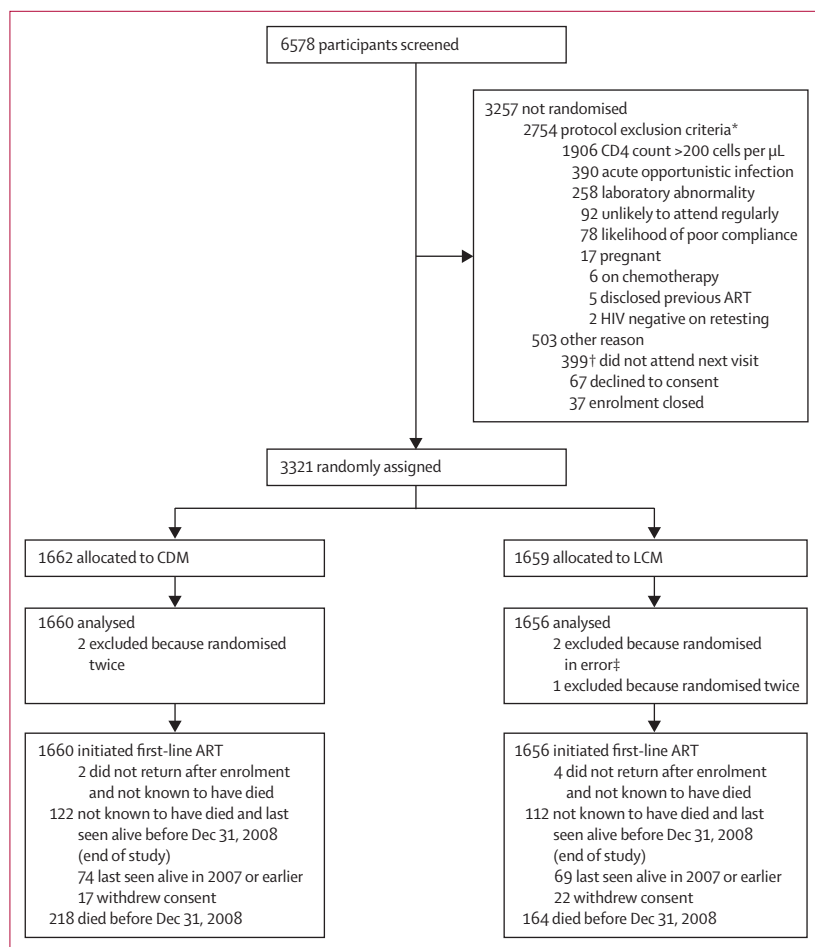 6578 participants screened
3257 not randomised
2754 protocol exclusion criteria*
1906 CD4 count >200 cells per µL
390 acute opportunistic infection
258 laboratory abnormality
92 unlikely to attend regularly
78 likelihood of poor compliance
17 pregnant
6 on chemotherapy
5 disclosed previous ART
2 HIV negative on retesting
503 other reason
399† did not attend next visit
67 declined to consent
37 enrolment closed
3321 randomly assigned
1662 allocated to CDM
1659 allocated to LCM
1660 analysed
2 excluded because randomised
twice
1656 analysed
2 excluded because randomised
in error‡
1 excluded because randomised twice
1660 initiated first-line ART
2 did not return after enrolment
and not known to have died
122 not known to have died and last
seen alive before Dec 31, 2008
(end of study)
74 last seen alive in 2007 or earlier
17 withdrew consent
218 died before Dec 31, 2008
1656 initiated first-line ART
4 did not return after enrolment
and not known to have died
112 not known to have died and last
seen alive before Dec 31, 2008
(end of study)
69 last seen alive in 2007 or earlier
22 withdrew consent
164 died before Dec 31, 2008